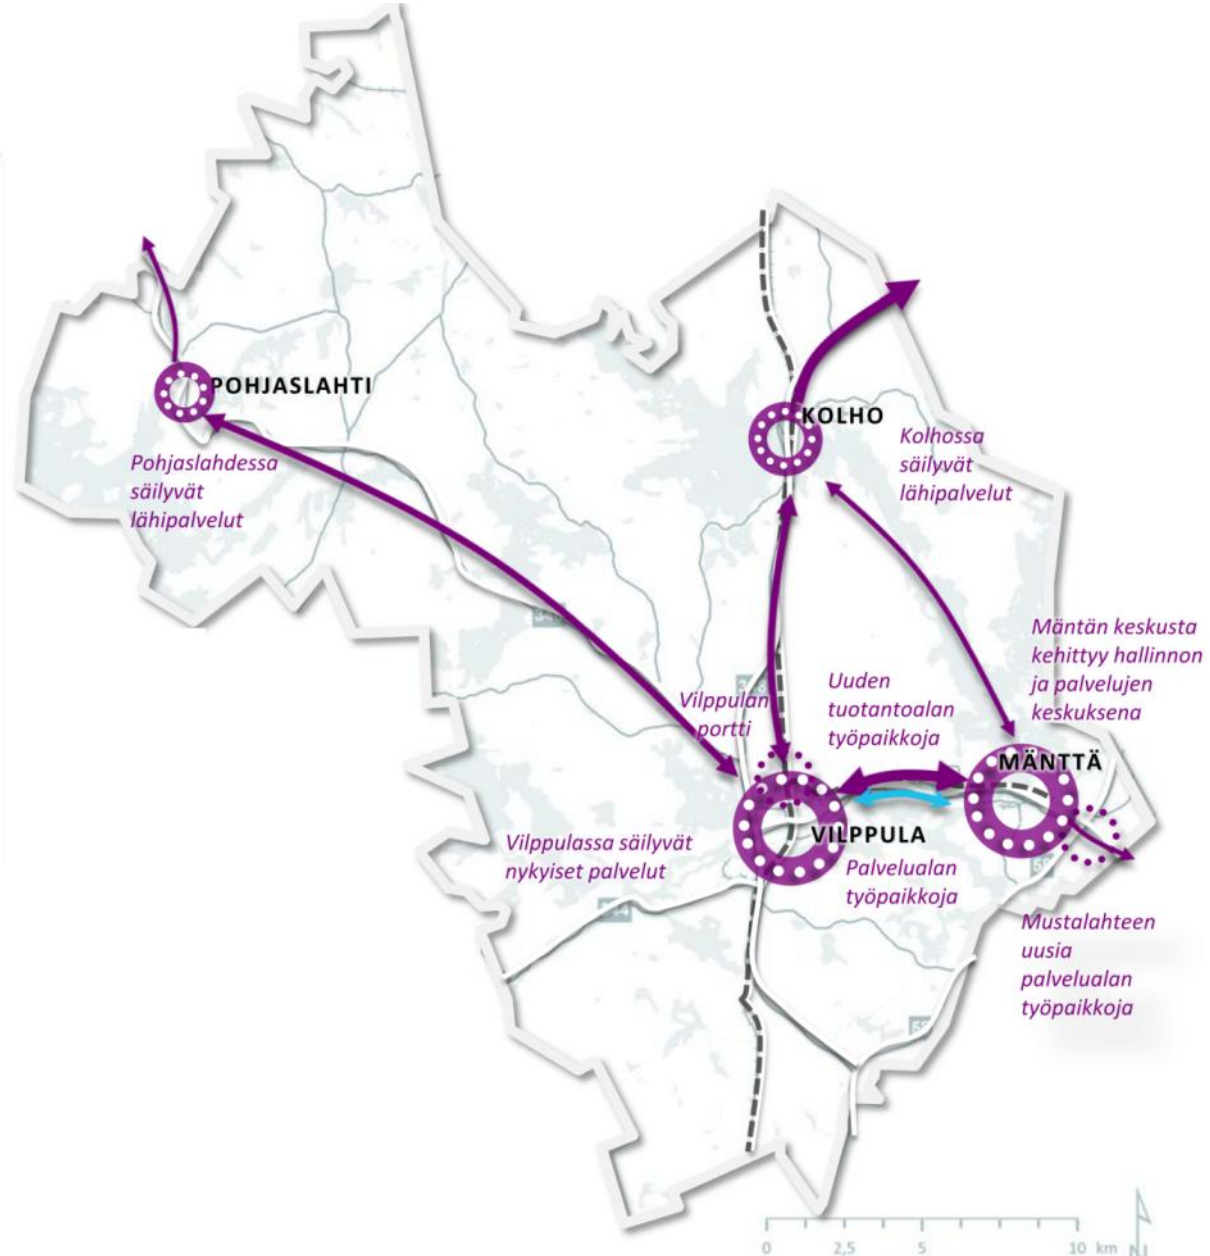 POHJASLAHTI
Pohjaslahdessa
säilyvät
lähipalvelut
KOLHO
Kolhossa
säilyvät
lähipalvelut
Mäntän keskusta
kehittyy hallinnon
ja palvelujen
keskuksena
Vilppulan
portti
Uuden
tuotantoalan
työpaikkoja
MÄNTTÄ
VILPPULA
Vilppulassa säilyvät
nykyiset palvelut
Palvelualan
työpaikkoja
Mustalahteen
uusia
palvelualan
työpaikkoja
0 2,5 5 10 km
N